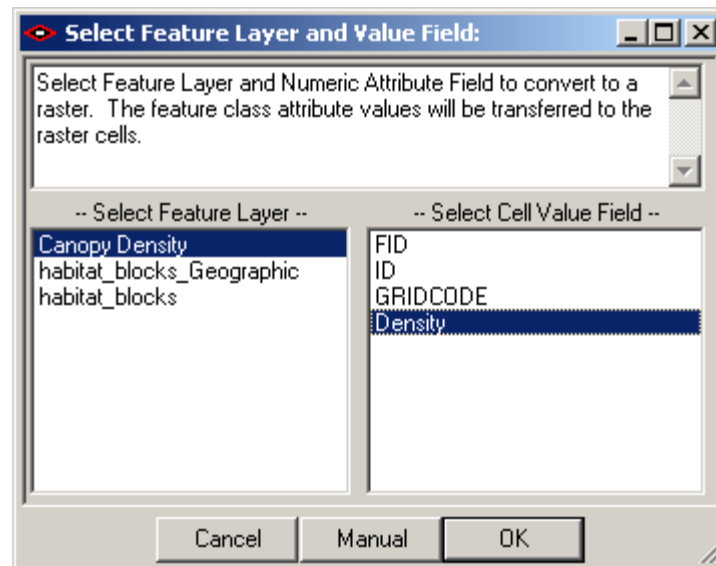 Select Feature Layer and Value Field:
Select Feature Layer and Numeric Attribute Field to convert to a
raster. The feature class attribute values will be transferred to the
raster cells.
-- Select Feature Layer --
Canopy Density
habitat_blocks_Geographic
habitat_blocks
-- Select Cell Value Field --
FID
ID
GRIDCODE
Density
Cancel
Manual
OK